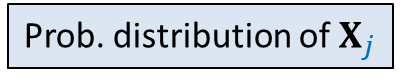 Prob. distribution of 𝐗ⱼ